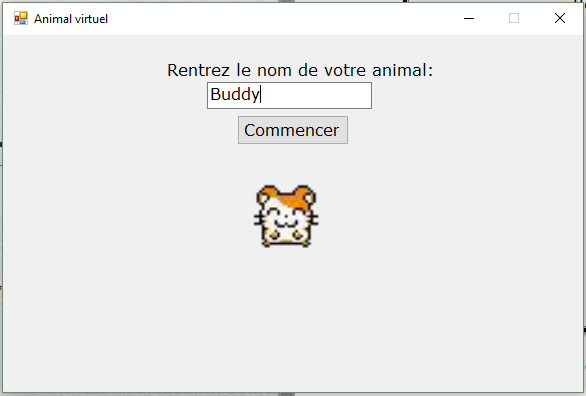 Animal virtuel
Rentrez le nom de votre animal:
Buddy
Commencer